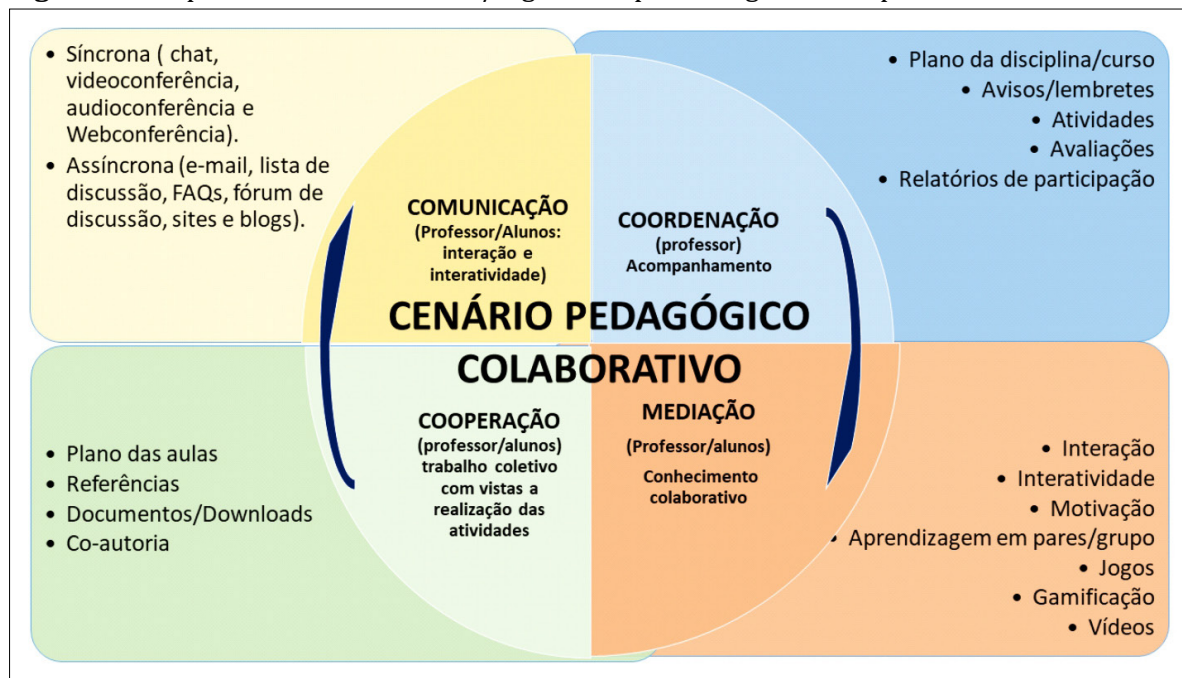 • Síncrona ( chat,
videoconferência,
audioconferência e
Webconferência).
• Assíncrona (e-mail, lista de
discussão, FAQs, fórum de
discussão, sites e blogs).
• Plano da disciplina/curso
• Avisos/lembretes
• Atividades
• Avaliações
• Relatórios de participação
COMUNICAÇÃO
(Professor/Alunos:
interação e
interatividade)
COORDENAÇÃO
(professor)
Acompanhamento
CENÁRIO PEDAGÓGICO
COLABORATIVO
COOPERAÇÃO
(professor/alunos)
trabalho coletivo
com vistas a
realização das
atividades
MEDIAÇÃO
(Professor/alunos)
Conhecimento
colaborativo
• Plano das aulas
• Referências
• Documentos/Downloads
• Co-autoria
• Interação
• Interatividade
• Motivação
• Aprendizagem em pares/grupo
• Jogos
• Gamificação
• Vídeos